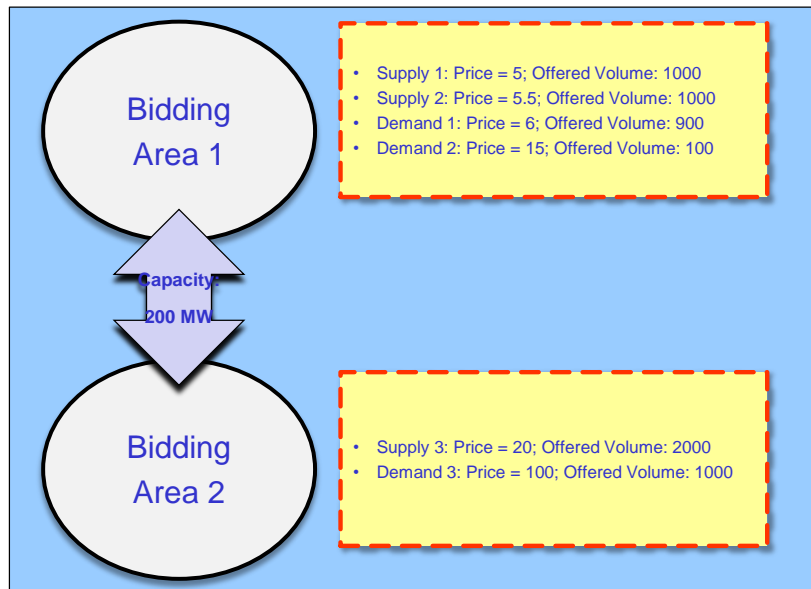 Bidding
Area 1
• Supply 1: Price = 5; Offered Volume: 1000
• Supply 2: Price = 5.5; Offered Volume: 1000
• Demand 1: Price = 6; Offered Volume: 900
• Demand 2: Price = 15; Offered Volume: 100
Capacity:
200 MW
Bidding
Area 2
• Supply 3: Price = 20; Offered Volume: 2000
• Demand 3: Price = 100; Offered Volume: 1000